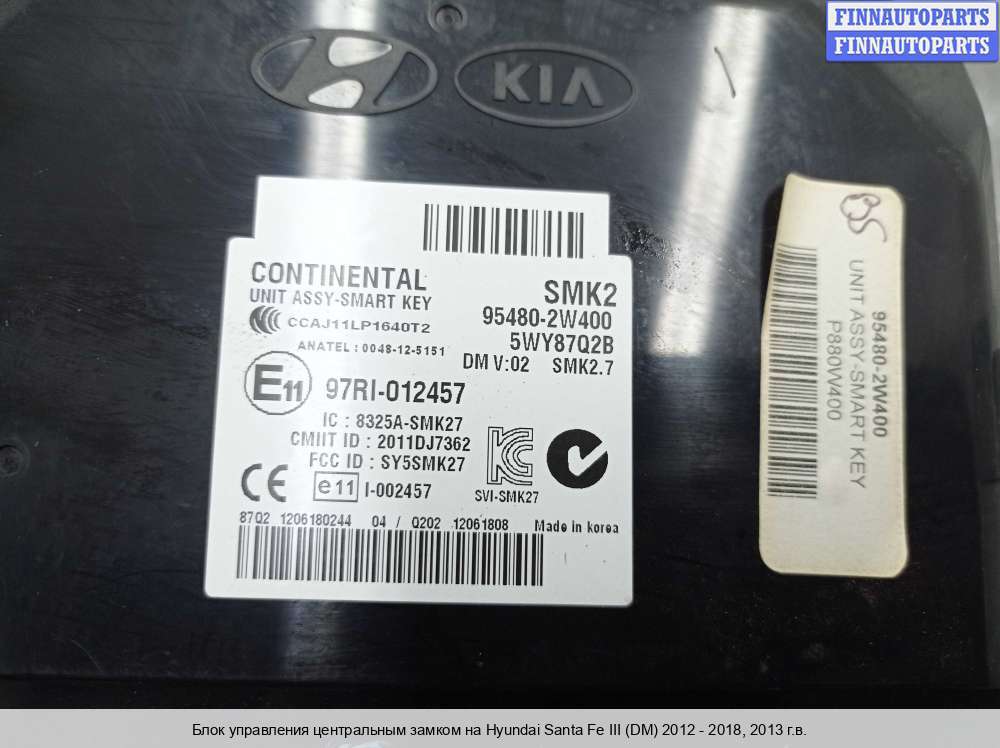 FINNAUTOPARTS
FINNAUTOPARTS
KIA
CONTINENTAL
UNIT ASSY-SMART KEY
CCAJ11LP1640T2
ANATEL : 0048-12-5151
SMK2
95480-2W400
5WY87Q2B
DM V:02 SMK2.7
E11 97RI-012457
IC : 8325A-SMK27
CMIIT ID : 2011DJ7362
FCC ID : SY5SMK27
CE e11 I-002457
SVI-SMK27
87Q2 1206180244 04 / Q202 12061808 Made in korea
95480-2W400
UNIT ASSY-SMART KEY
P880W400
Блок управления центральным замком на Hyundai Santa Fe III (DM) 2012 - 2018, 2013 г.в.